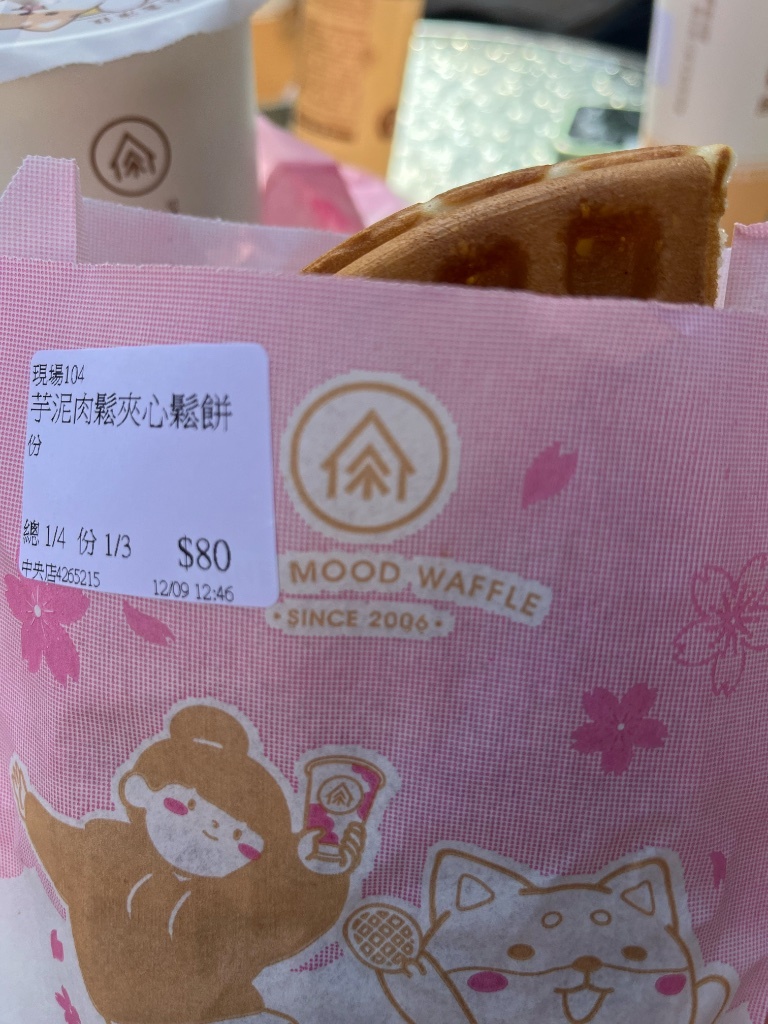 現場104
芋泥肉鬆夾心鬆餅
份
總 1/4 份 1/3 $80
中央店4265215 12/09 12:46
MOOD WAFFLE
• SINCE 2006 •